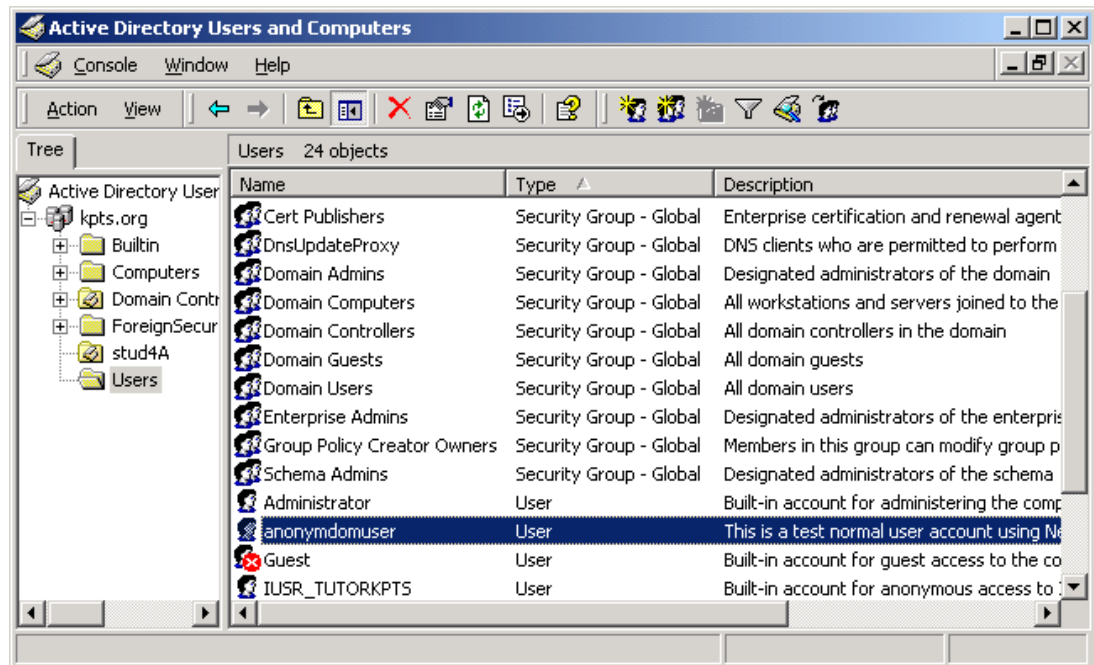 Active Directory Users and Computers
Console Window Help
Action View
Tree
Users 24 objects
Active Directory User
kpts.org
Builtin
Computers
Domain Contr
ForeignSecur
stud4A
Users
Name Type Description
Cert Publishers Security Group - Global Enterprise certification and renewal agent
DnsUpdateProxy Security Group - Global DNS clients who are permitted to perform
Domain Admins Security Group - Global Designated administrators of the domain
Domain Computers Security Group - Global All workstations and servers joined to the
Domain Controllers Security Group - Global All domain controllers in the domain
Domain Guests Security Group - Global All domain guests
Domain Users Security Group - Global All domain users
Enterprise Admins Security Group - Global Designated administrators of the enterpris
Group Policy Creator Owners Security Group - Global Members in this group can modify group p
Schema Admins Security Group - Global Designated administrators of the schema
Administrator User Built-in account for administering the comp
anonymdomuser User This is a test normal user account using Ne
Guest User Built-in account for guest access to the co
IUSR_TUTORKPTS User Built-in account for anonymous access to